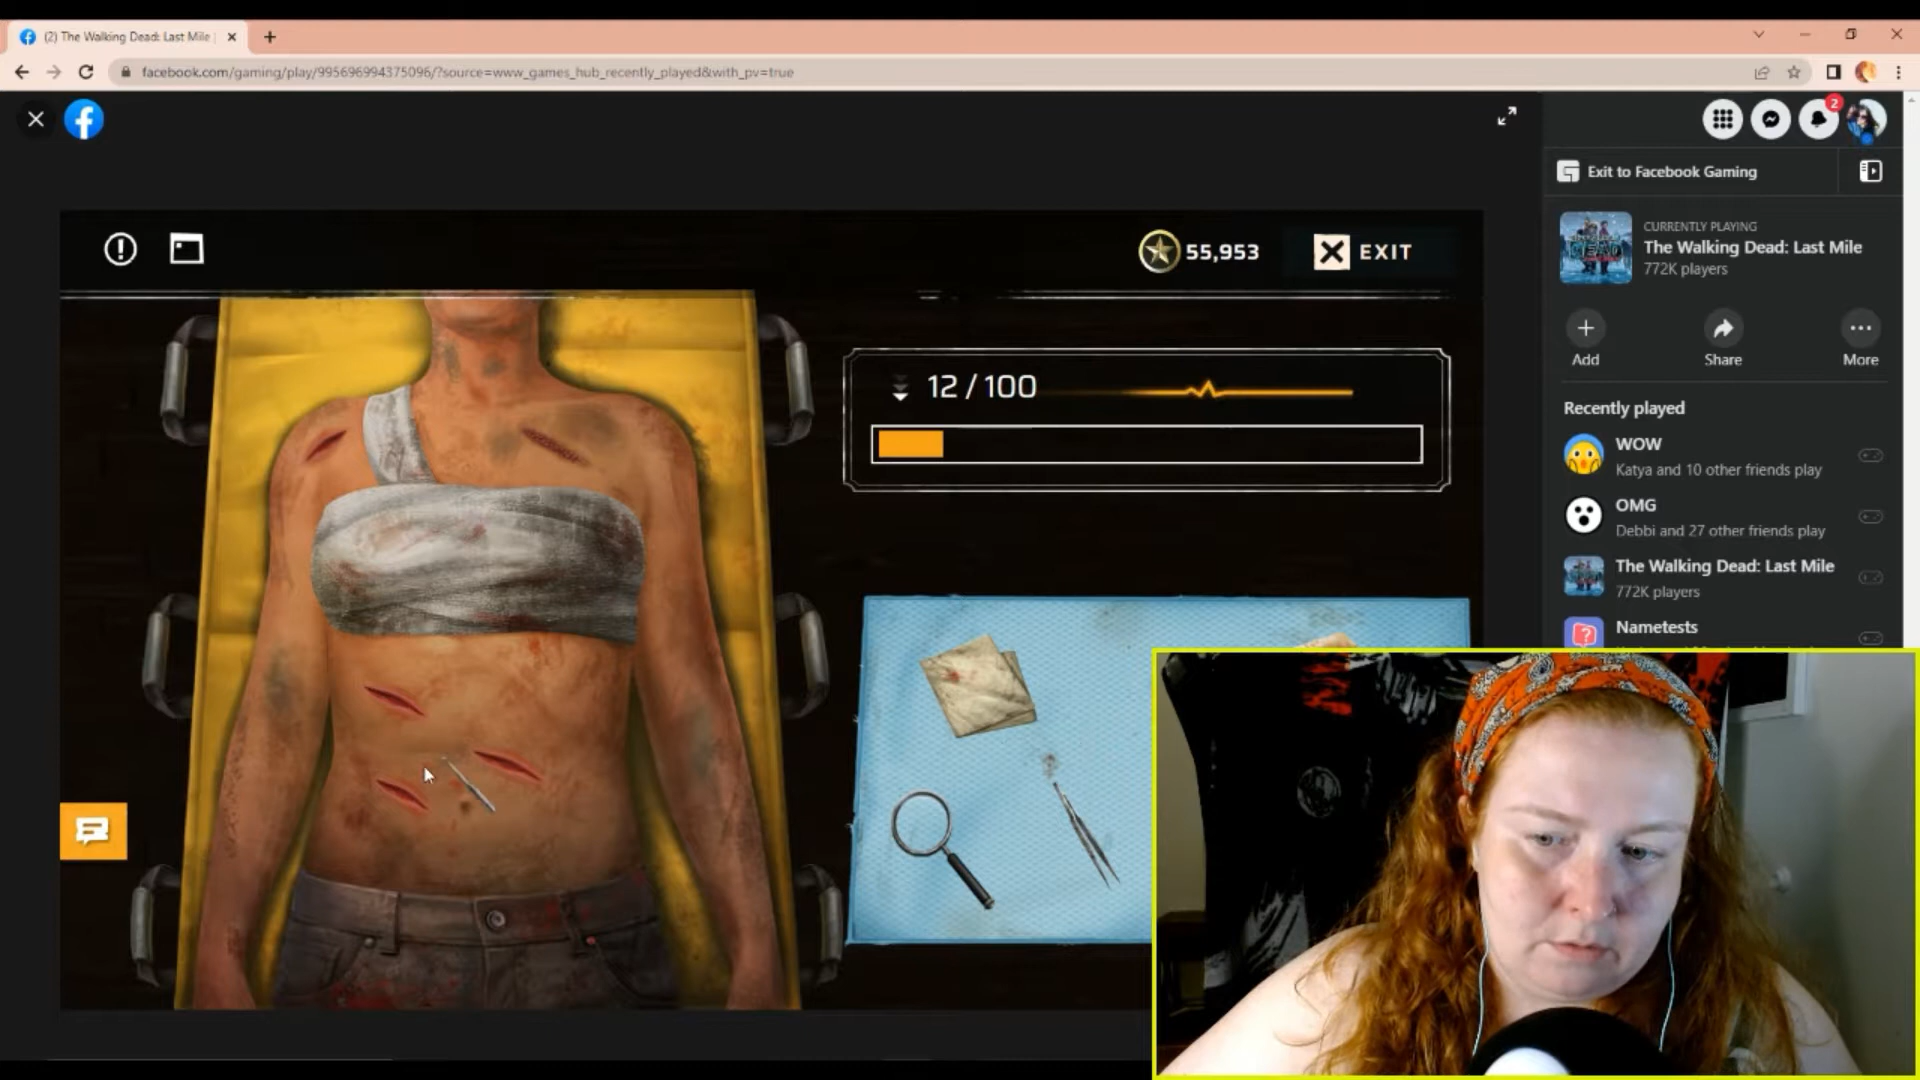 (2) The Walking Dead: Last Mile
facebook.com/gaming/play/995696994375096/?source=www_games_hub_recently_played&with_pv=true
2
Exit to Facebook Gaming
55,953
EXIT
CURRENTLY PLAYING
The Walking Dead: Last Mile
772K players
Add
Share
More
12 / 100
Recently played
WOW
Katya and 10 other friends play
OMG
Debbi and 27 other friends play
The Walking Dead: Last Mile
772K players
Nametests